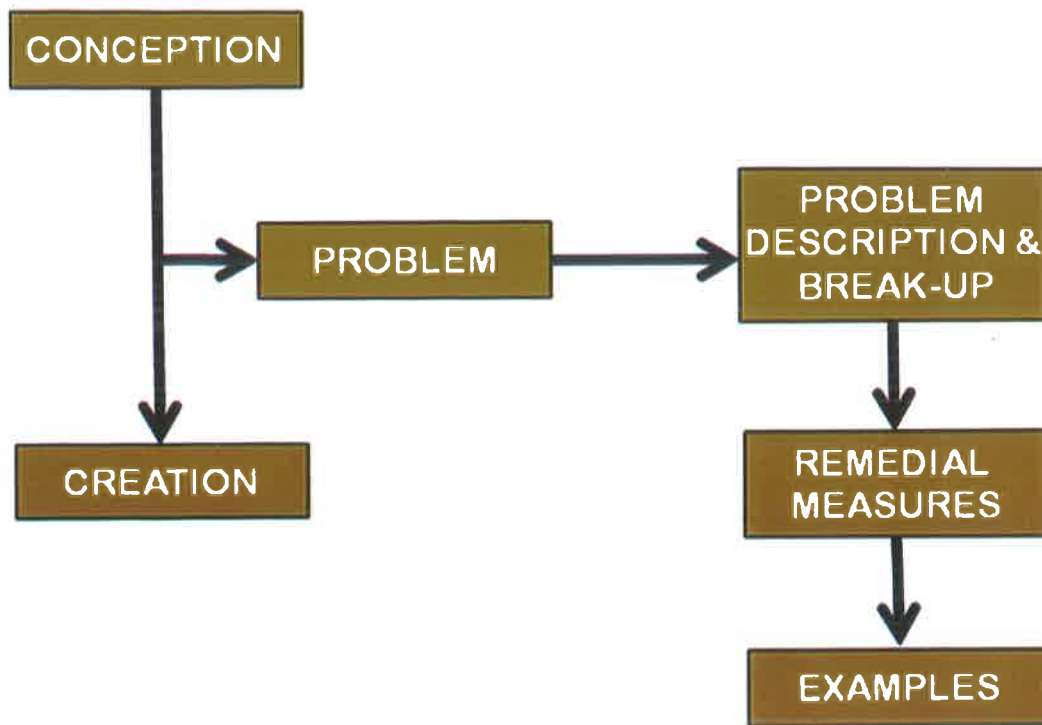 CONCEPTION
PROBLEM
PROBLEM
DESCRIPTION &
BREAK-UP
CREATION
REMEDIAL
MEASURES
EXAMPLES